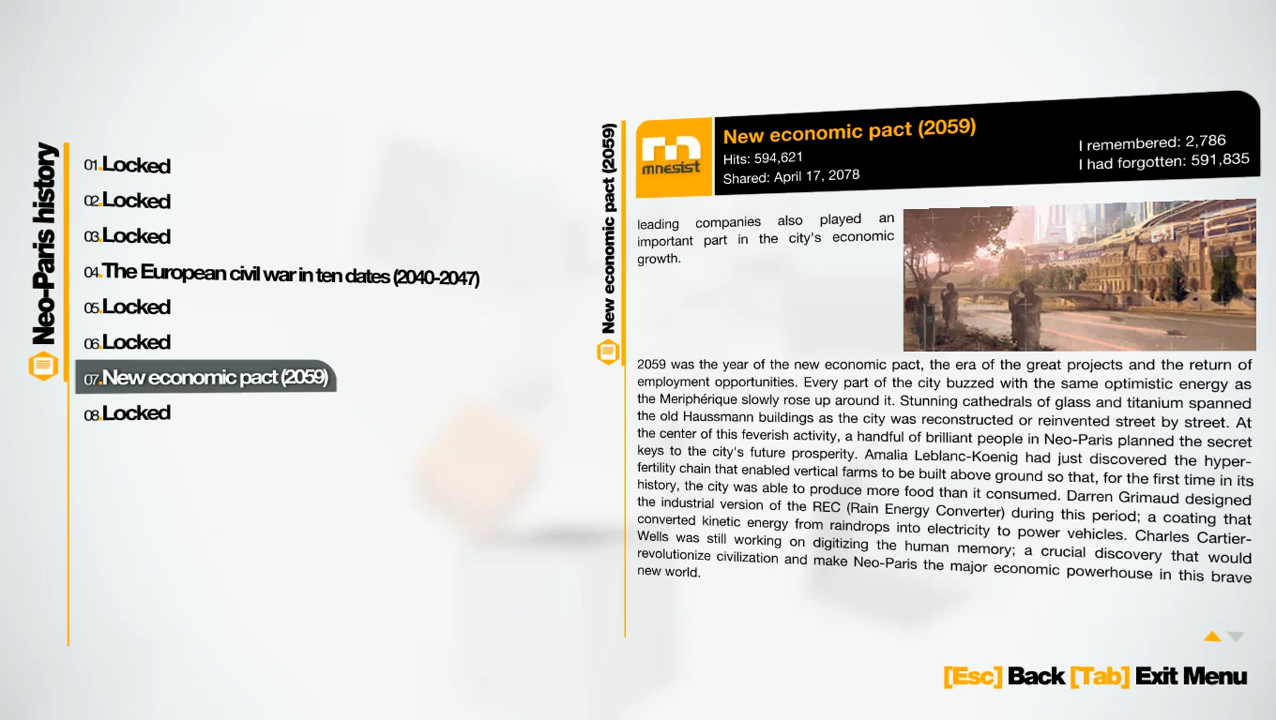 Neo-Paris history
01.Locked
02.Locked
03.Locked
04.The European civil war in ten dates (2040-2047)
05.Locked
06.Locked
07.New economic pact (2059)
08.Locked
New economic pact (2059)
mnesist
New economic pact (2059)
Hits: 594,621
Shared: April 17, 2078
I remembered: 2,786
I had forgotten: 591,835
leading companies also played an
important part in the city's economic
growth.
2059 was the year of the new economic pact, the era of the great projects and the return of
employment opportunities. Every part of the city buzzed with the same optimistic energy as
the Meriphérique slowly rose up around it. Stunning cathedrals of glass and titanium spanned
the old Haussmann buildings as the city was reconstructed or reinvented street by street. At
the center of this feverish activity, a handful of brilliant people in Neo-Paris planned the secret
keys to the city's future prosperity. Amalia Leblanc-Koenig had just discovered the hyper-
fertility chain that enabled vertical farms to be built above ground so that, for the first time in its
history, the city was able to produce more food than it consumed. Darren Grimaud designed
the industrial version of the REC (Rain Energy Converter) during this period; a coating that
converted kinetic energy from raindrops into electricity to power vehicles. Charles Cartier-
Wells was still working on digitizing the human memory; a crucial discovery that would
revolutionize civilization and make Neo-Paris the major economic powerhouse in this brave
new world.
[Esc] Back [Tab] Exit Menu